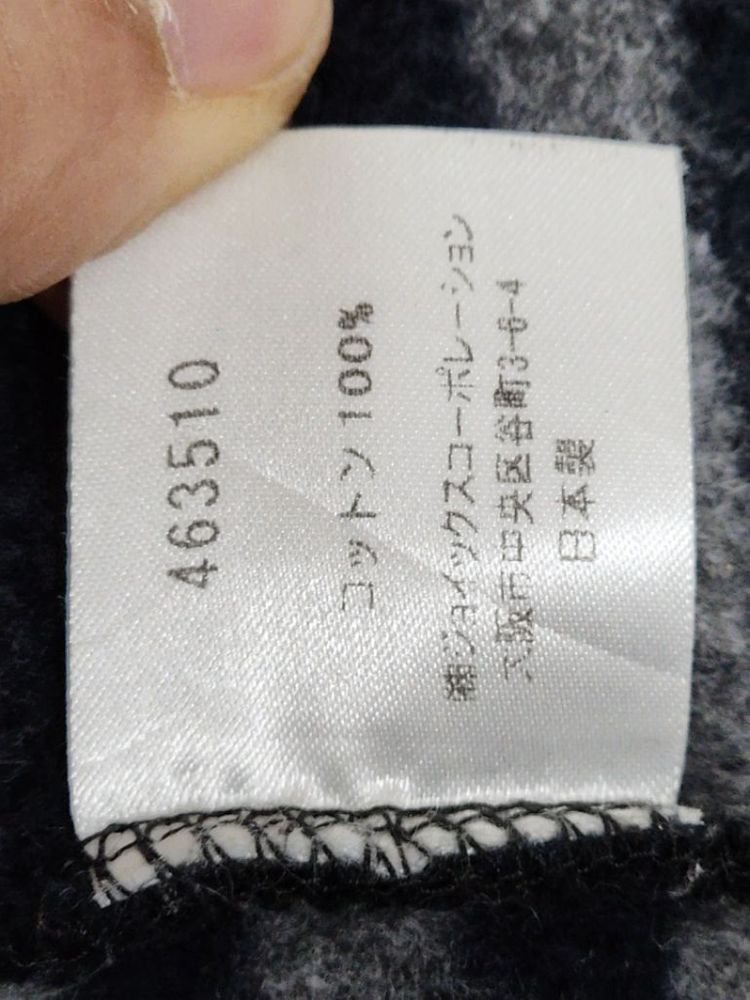 463510
コットン100%
㈱ジョイックスコーポレーション
大阪市中央区谷町3-6-4
日本製